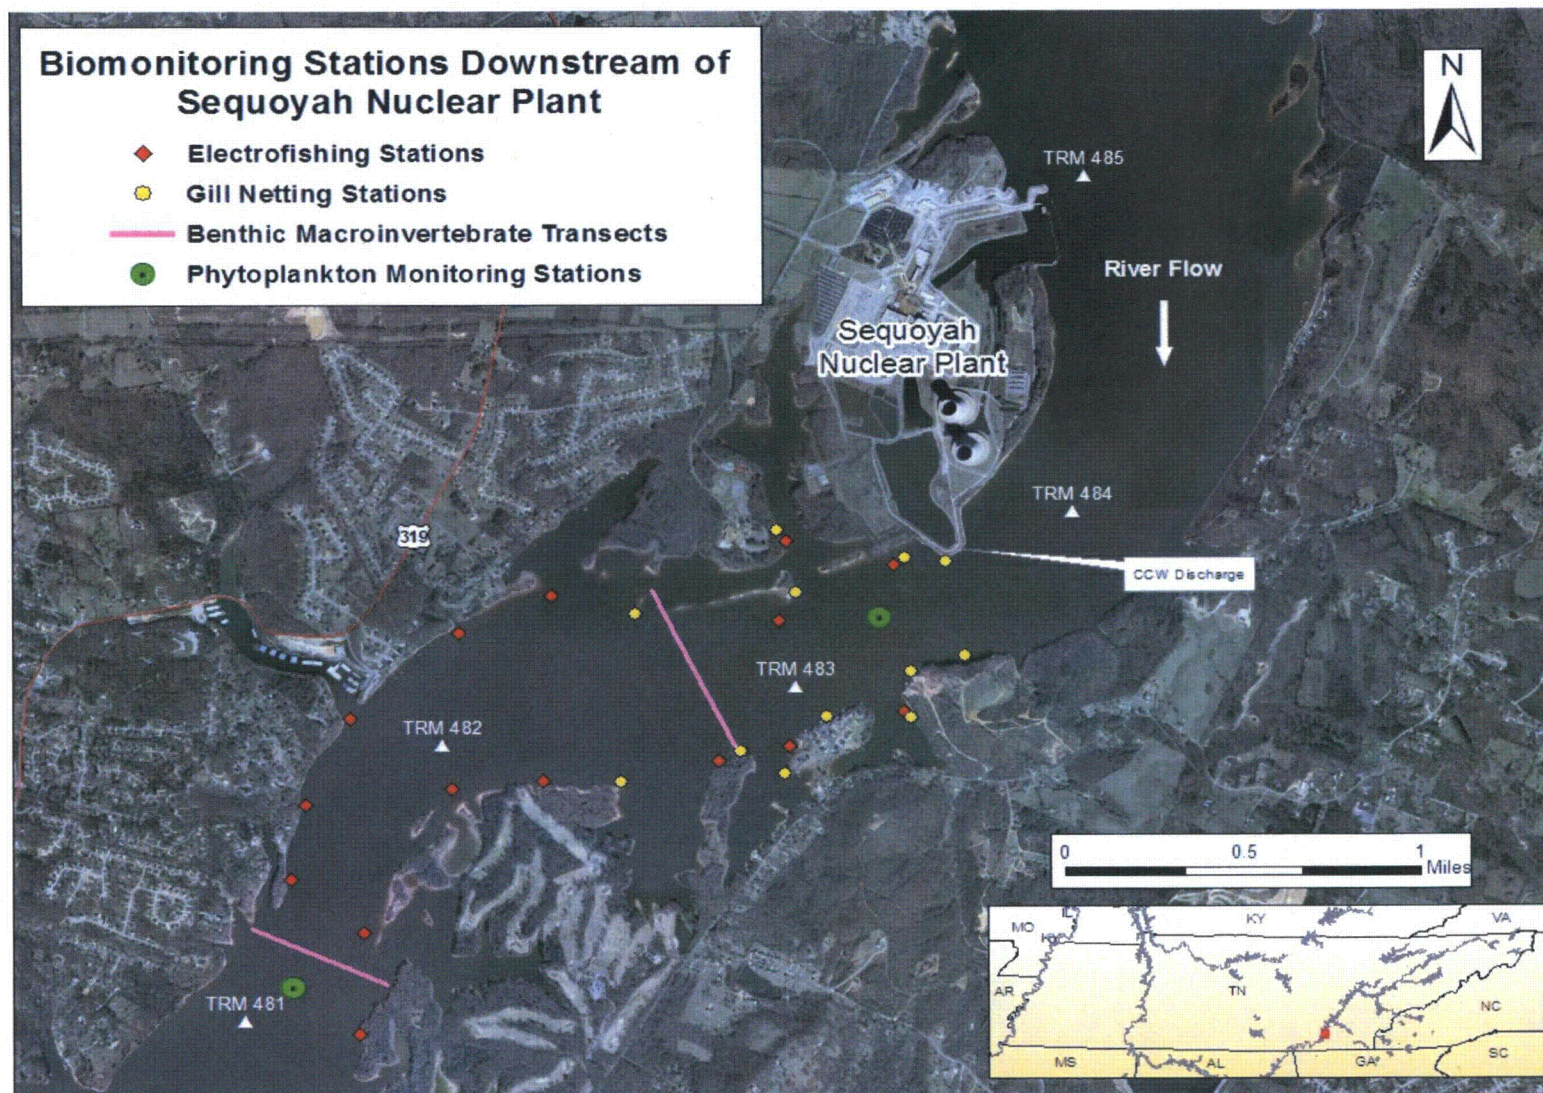 Biomonitoring Stations Downstream of
Sequoyah Nuclear Plant
Electrofishing Stations
Gill Netting Stations
Benthic Macroinvertebrate Transects
Phytoplankton Monitoring Stations
N
TRM 485
River Flow
Sequoyah
Nuclear Plant
TRM 484
319
CCW Discharge
TRM 483
TRM 482
TRM 481
0
0.5
1
Miles
MO
IL
KY
VA
AR
TN
NC
MS
AL
GA
SC